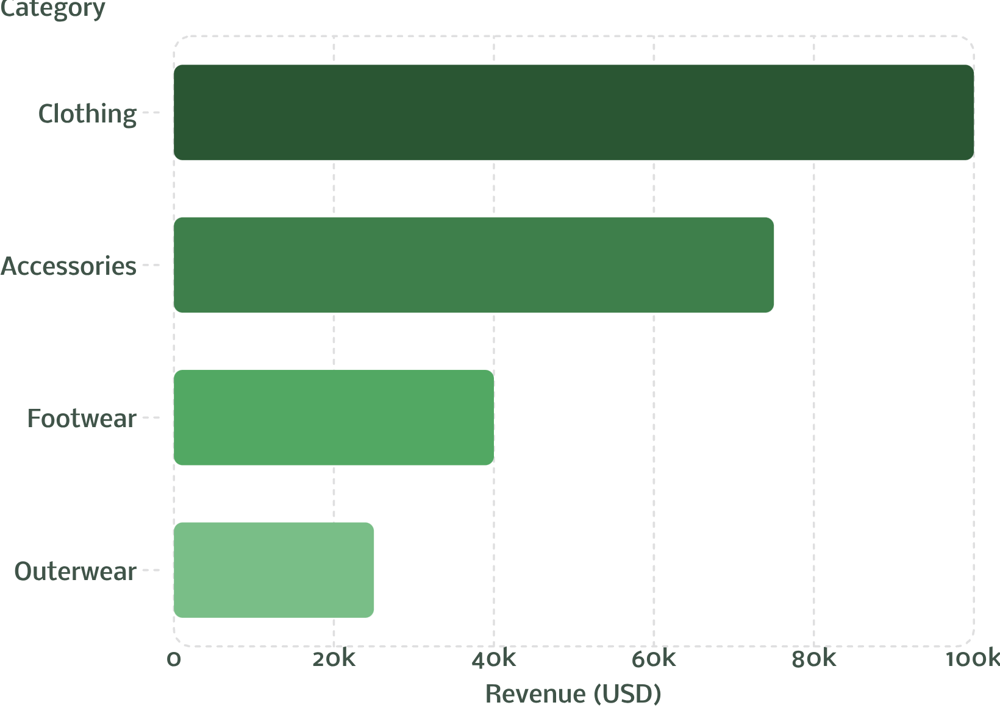 Category
Clothing
Accessories
Footwear
Outerwear
0 20k 40k 60k 80k 100k
Revenue (USD)